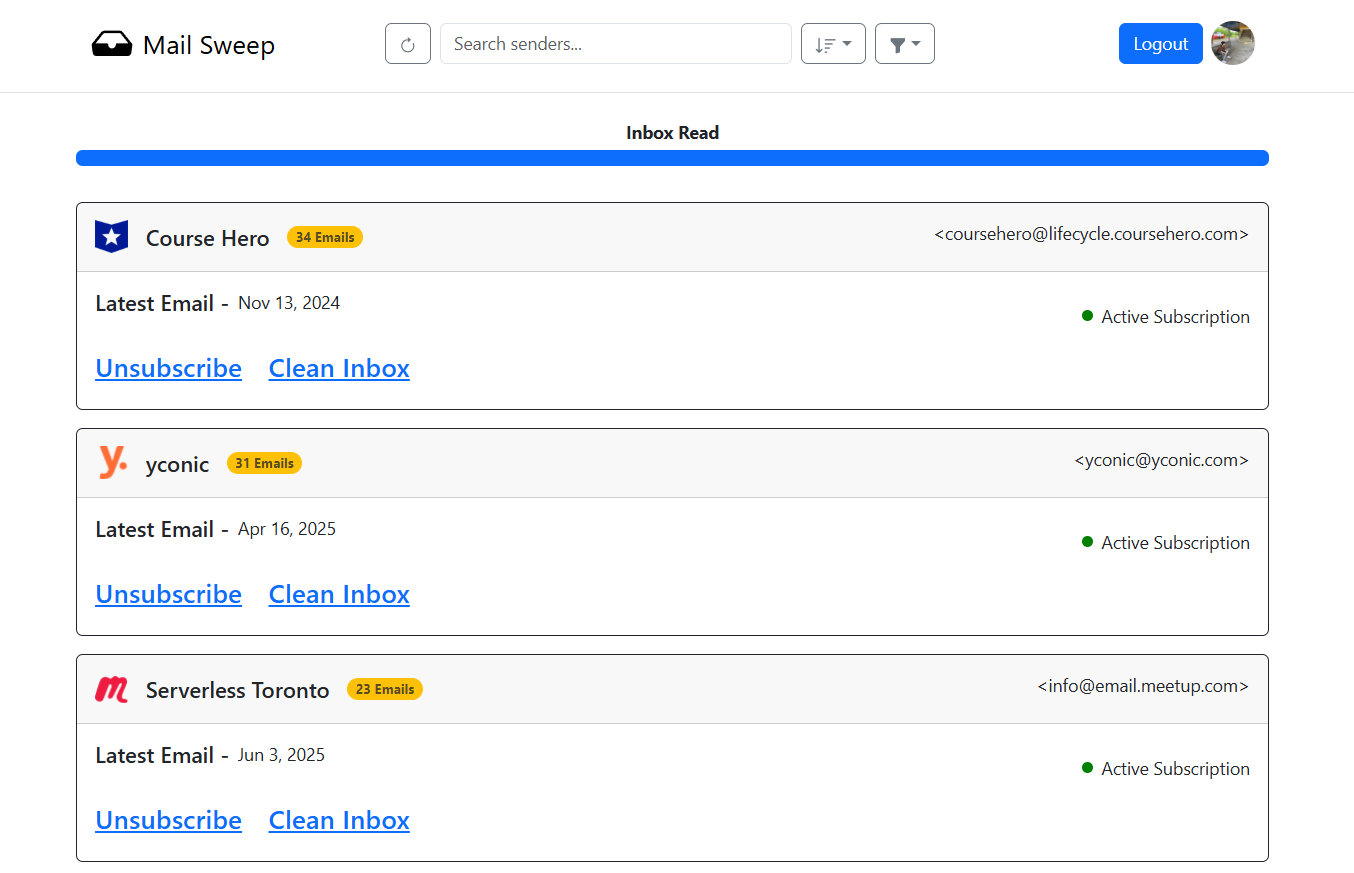 Mail Sweep
Search senders...
Logout
Inbox Read
Course Hero 34 Emails <coursehero@lifecycle.coursehero.com>
Latest Email - Nov 13, 2024
Active Subscription
Unsubscribe Clean Inbox
y. yconic 31 Emails <yconic@yconic.com>
Latest Email - Apr 16, 2025
Active Subscription
Unsubscribe Clean Inbox
m Serverless Toronto 23 Emails <info@email.meetup.com>
Latest Email - Jun 3, 2025
Active Subscription
Unsubscribe Clean Inbox